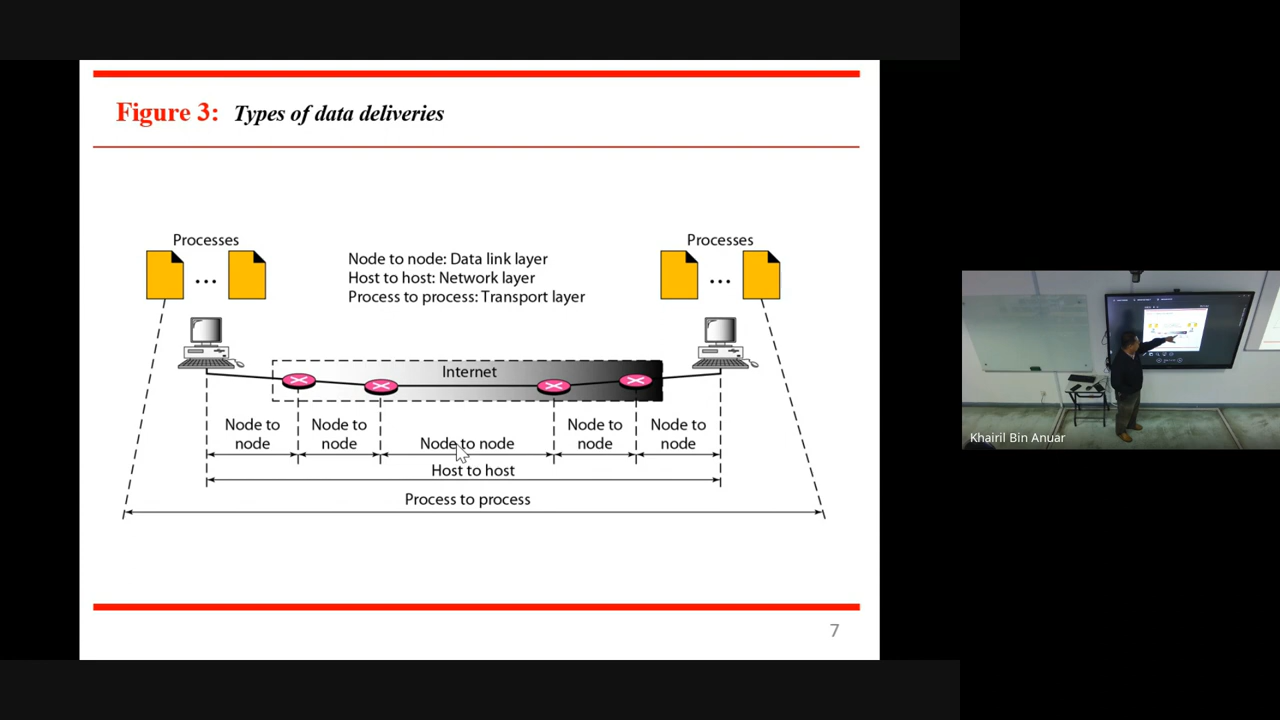 Figure 3: Types of data deliveries
Processes
Processes
Node to node: Data link layer
Host to host: Network layer
Process to process: Transport layer
...
...
Internet
Node to
node
Node to
node
Node to node
Node to
node
Node to
node
Host to host
Process to process
7
Khairil Bin Anuar